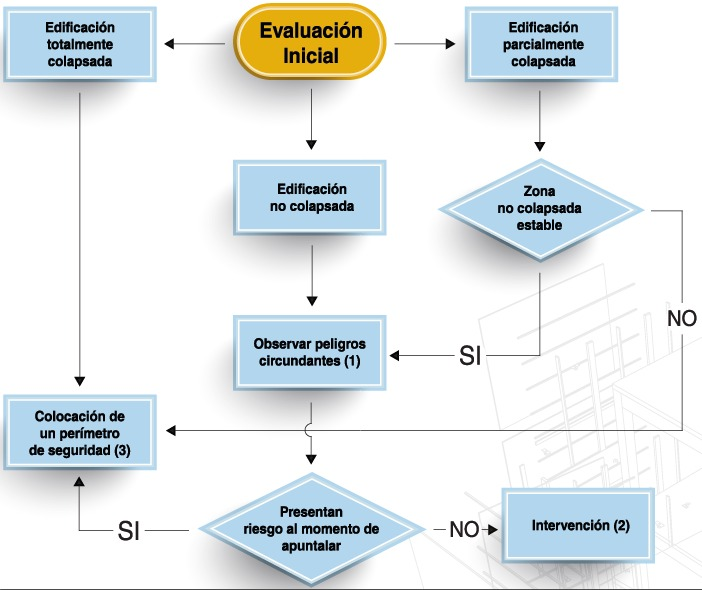 Edificación
totalmente
colapsada
Evaluación
Inicial
Edificación
parcialmente
colapsada
Edificación
no colapsada
Zona
no colapsada
estable
NO
Observar peligros
circundantes (1)
SI
Colocación de
un perímetro
de seguridad (3)
Presentan
riesgo al momento de
apuntalar
SI
NO
Intervención (2)